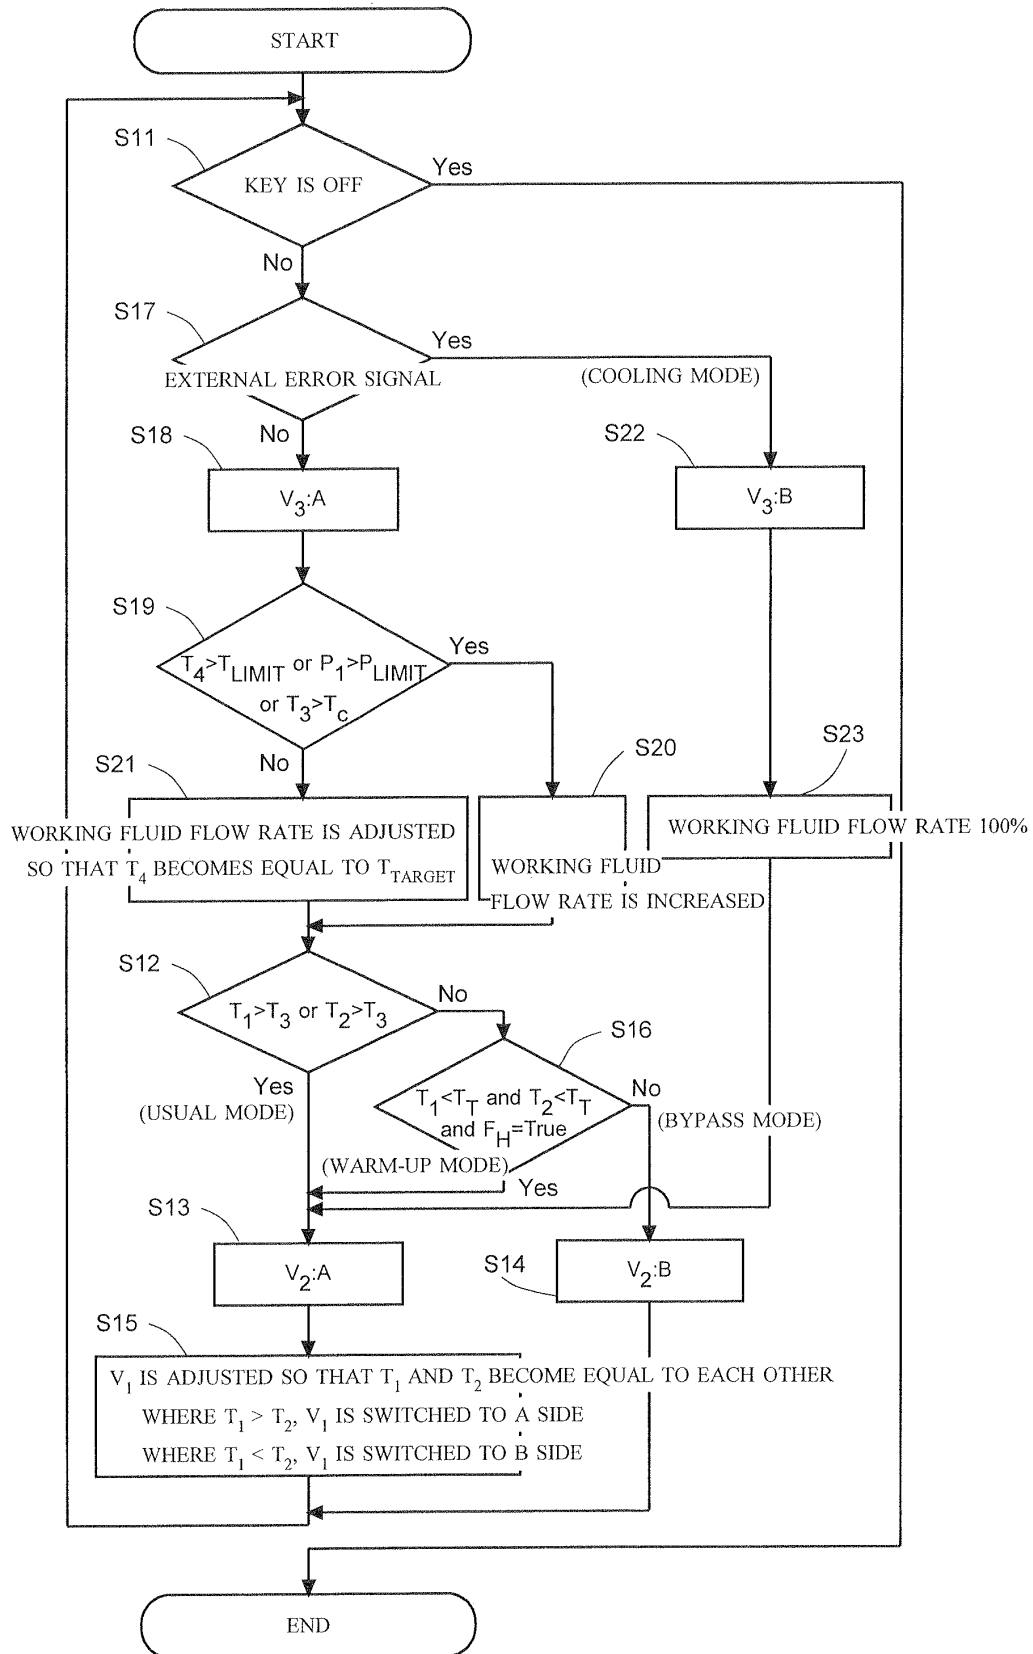 START
S11
KEY IS OFF
Yes
No
S17
EXTERNAL ERROR SIGNAL
Yes
(COOLING MODE)
No
S18
V3:A
S22
V3:B
S19
T4>TLIMIT or P1>PLIMIT
or T3>Tc
Yes
No
S21
WORKING FLUID FLOW RATE IS ADJUSTED
SO THAT T4 BECOMES EQUAL TO TTARGET
S20
WORKING FLUID
FLOW RATE IS INCREASED
S23
WORKING FLUID FLOW RATE 100%
S12
T1>T3 or T2>T3
No
Yes
(USUAL MODE)
S16
T1<TT and T2<TT
and FH=True
No
(BYPASS MODE)
(WARM-UP MODE)
Yes
S13
V2:A
S14
V2:B
S15
V1 IS ADJUSTED SO THAT T1 AND T2 BECOME EQUAL TO EACH OTHER
WHERE T1 > T2, V1 IS SWITCHED TO A SIDE
WHERE T1 < T2, V1 IS SWITCHED TO B SIDE
END